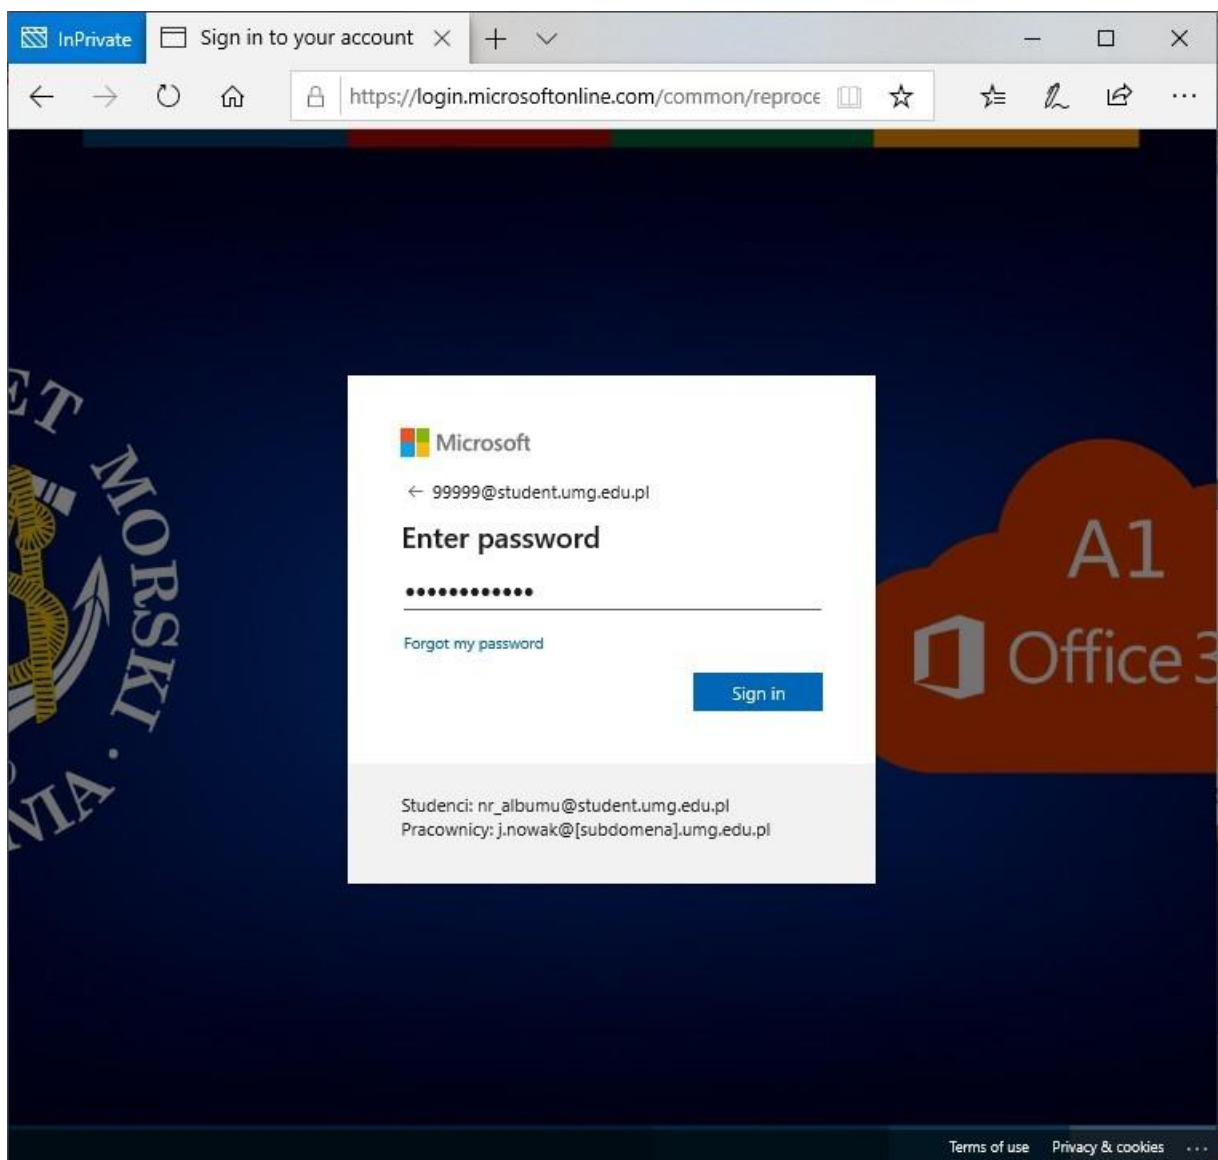 InPrivate
Sign in to your account
https://login.microsoftonline.com/common/reproce
MORSKI
Microsoft
99999@student.umg.edu.pl
Enter password
Forgot my password
Sign in
Studenci: nr_albumu@student.umg.edu.pl
Pracownicy: j.nowak@[subdomena].umg.edu.pl
A1
Office 3
Terms of use
Privacy & cookies